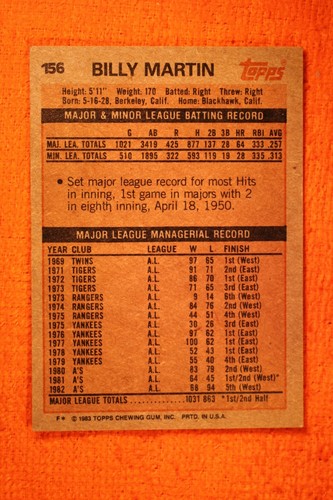 156 BILLY MARTIN topps
Height: 5'11" Weight: 170 Batted: Right Threw: Right
Born: 5-16-28, Berkeley, Calif. Home: Blackhawk, Calif.
MAJOR & MINOR LEAGUE BATTING RECORD
G AB R H 2B 3B HR RBI AVG
MAJ. LEA. TOTALS 1021 3419 425 877 137 28 64 333 .257
MIN. LEA. TOTALS 510 1895 322 593 119 19 28 335 .313
• Set major league record for most Hits
in inning, 1st game in majors with 2
in eighth inning, April 18, 1950.
MAJOR LEAGUE MANAGERIAL RECORD
YEAR CLUB LEAGUE W L FINISH
1969 TWINS A.L. 97 65 1st (West)
1971 TIGERS A.L. 91 71 2nd (East)
1972 TIGERS A.L. 86 70 1st (East)
1973 TIGERS A.L. 71 65 3rd (East)
1973 RANGERS A.L. 9 14 6th (West)
1974 RANGERS A.L. 84 76 2nd (West)
1975 RANGERS A.L. 44 51 4th (West)
1975 YANKEES A.L. 30 26 3rd (East)
1976 YANKEES A.L. 97 62 1st (East)
1977 YANKEES A.L. 100 62 1st (East)
1978 YANKEES A.L. 52 43 1st (East)
1979 YANKEES A.L. 55 40 4th (East)
1980 A'S A.L. 83 79 2nd (West)
1981 A'S A.L. 64 45 1st/2nd (West)*
1982 A'S A.L. 68 94 5th (West)
MAJOR LEAGUE TOTALS 1031 863 *1st/2nd Half
F* © 1983 TOPPS CHEWING GUM, INC. PRTD. IN U.S.A.